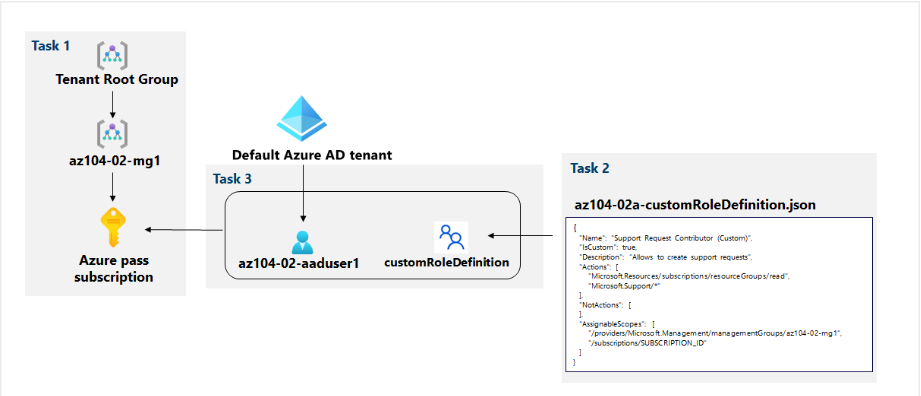 Task 1
Tenant Root Group
az104-02-mg1
Azure pass
subscription
Default Azure AD tenant
Task 3
az104-02-aaduser1
customRoleDefinition
Task 2
az104-02a-customRoleDefinition.json
{
"Name": "Support Request Contributor (Custom)",
"IsCustom": true,
"Description": "Allows to create support requests",
"Actions": [
"Microsoft.Resources/subscriptions/resourceGroups/read",
"Microsoft.Support/*"
],
"NotActions": [
],
"AssignableScopes": [
"/providers/Microsoft.Management/managementGroups/az104-02-mg1",
"/subscriptions/SUBSCRIPTION_ID"
]
}